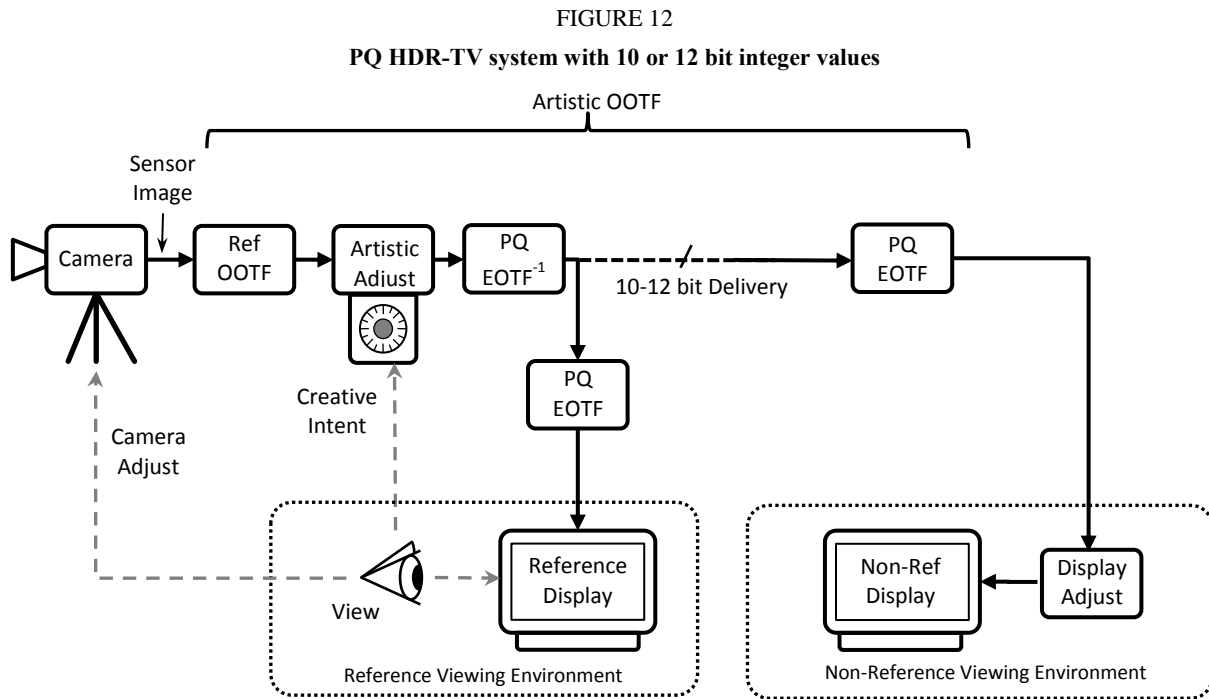 FIGURE 12
PQ HDR-TV system with 10 or 12 bit integer values
Artistic OOTF
Sensor
Image
Camera
Ref
OOTF
Artistic
Adjust
PQ
EOTF-1
10-12 bit Delivery
PQ
EOTF
PQ
EOTF
Creative
Intent
Camera
Adjust
View
Reference
Display
Reference Viewing Environment
Non-Ref
Display
Display
Adjust
Non-Reference Viewing Environment